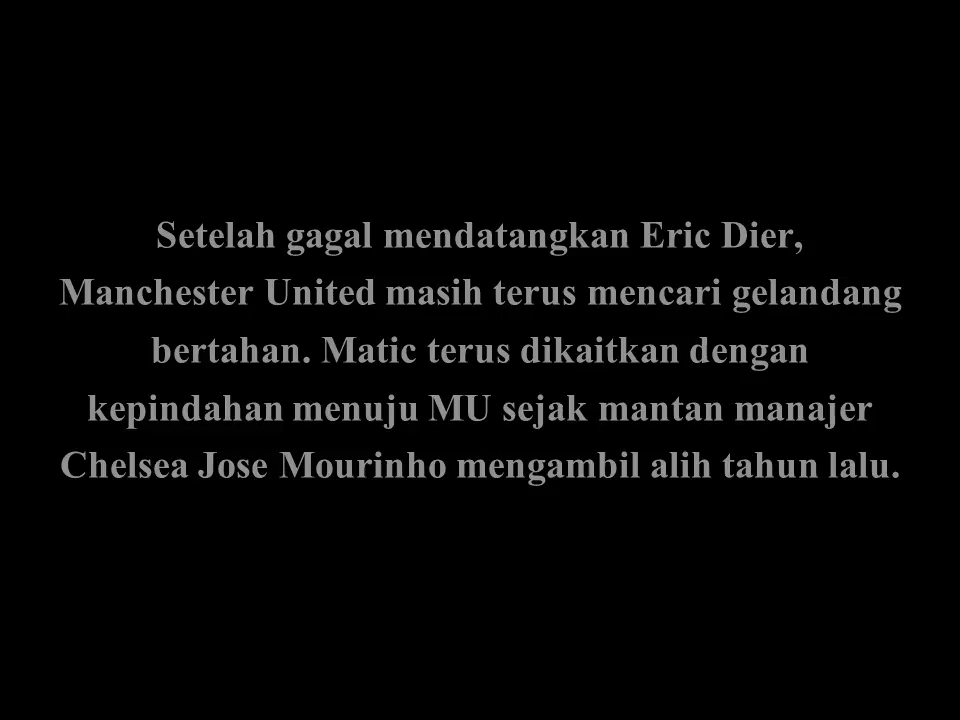 Setelah gagal mendatangkan Eric Dier,
Manchester United masih terus mencari gelandang
bertahan. Matic terus dikaitkan dengan
kepindahan menuju MU sejak mantan manajer
Chelsea Jose Mourinho mengambil alih tahun lalu.